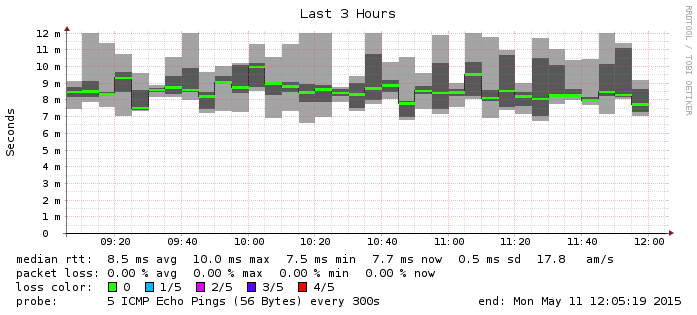 Last 3 Hours
RRDTOOL / TOBI OETIKER
Seconds
12 m
11 m
10 m
9 m
8 m
7 m
6 m
5 m
4 m
3 m
2 m
1 m
0
09:20 09:40 10:00 10:20 10:40 11:00 11:20 11:40 12:00
median rtt: 8.5 ms avg 10.0 ms max 7.5 ms min 7.7 ms now 0.5 ms sd 17.8 am/s
packet loss: 0.00 % avg 0.00 % max 0.00 % min 0.00 % now
loss color: 0 1/5 2/5 3/5 4/5
probe: 5 ICMP Echo Pings (56 Bytes) every 300s end: Mon May 11 12:05:19 2015